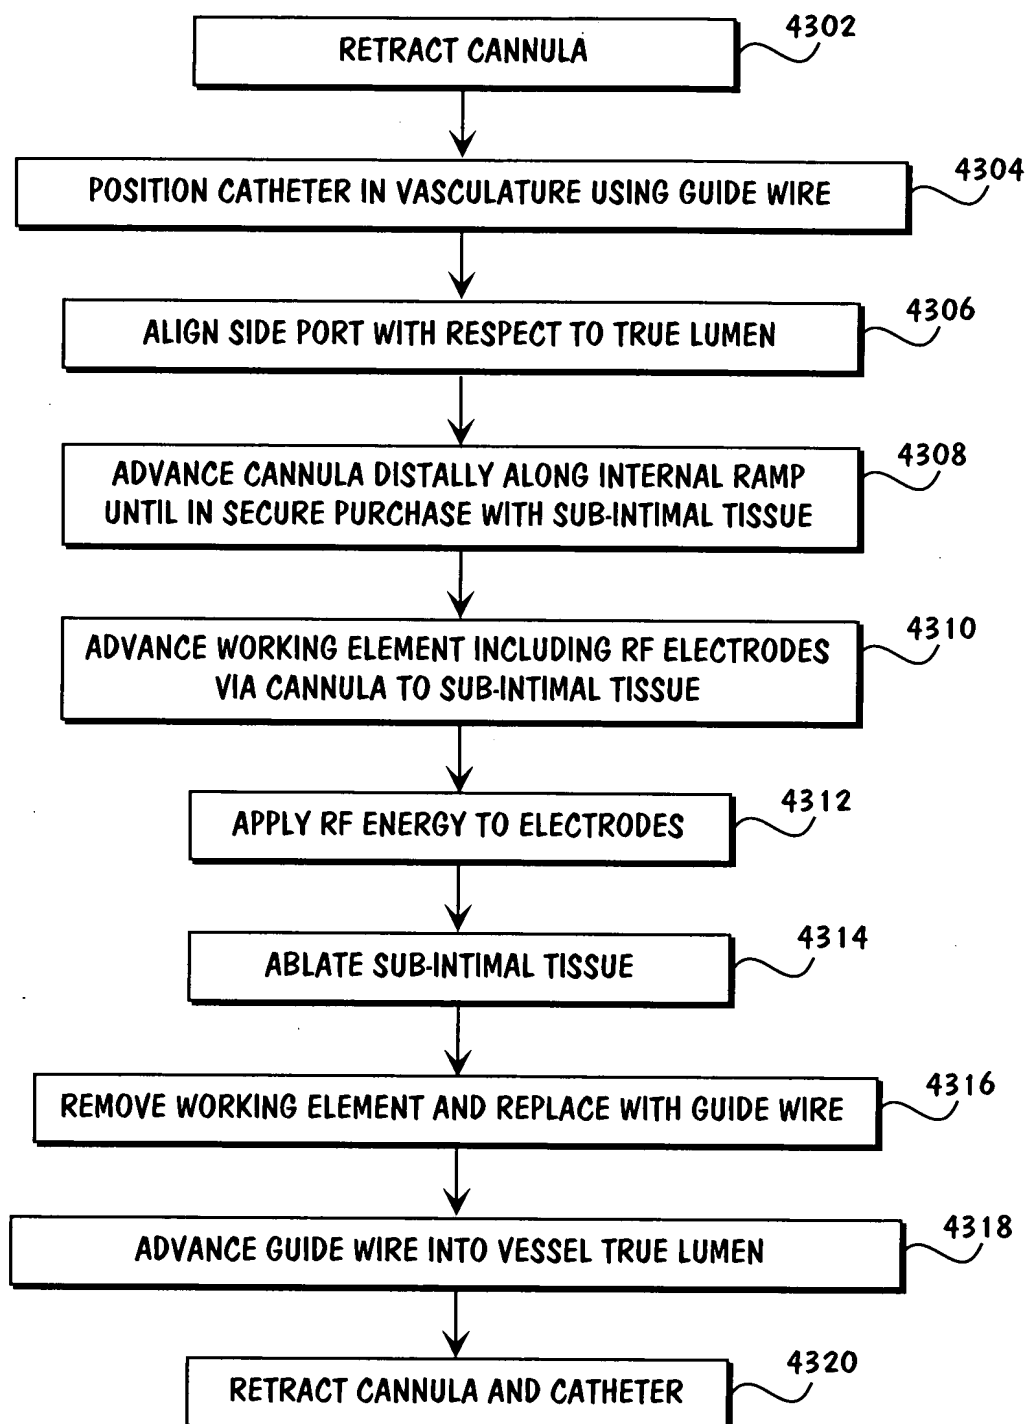 RETRACT CANNULA
4302
POSITION CATHETER IN VASCULATURE USING GUIDE WIRE
4304
ALIGN SIDE PORT WITH RESPECT TO TRUE LUMEN
4306
ADVANCE CANNULA DISTALLY ALONG INTERNAL RAMP
UNTIL IN SECURE PURCHASE WITH SUB-INTIMAL TISSUE
4308
ADVANCE WORKING ELEMENT INCLUDING RF ELECTRODES
VIA CANNULA TO SUB-INTIMAL TISSUE
4310
APPLY RF ENERGY TO ELECTRODES
4312
ABLATE SUB-INTIMAL TISSUE
4314
REMOVE WORKING ELEMENT AND REPLACE WITH GUIDE WIRE
4316
ADVANCE GUIDE WIRE INTO VESSEL TRUE LUMEN
4318
RETRACT CANNULA AND CATHETER
4320